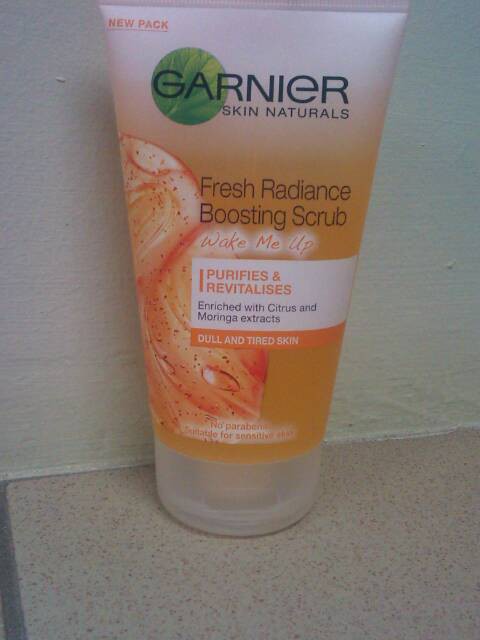 NEW PACK
GARNIER
SKIN NATURALS
Fresh Radiance
Boosting Scrub
Wake Me Up
PURIFIES &
REVITALISES
Enriched with Citrus and
Moringa extracts
DULL AND TIRED SKIN
No parabens
Suitable for sensitive skin